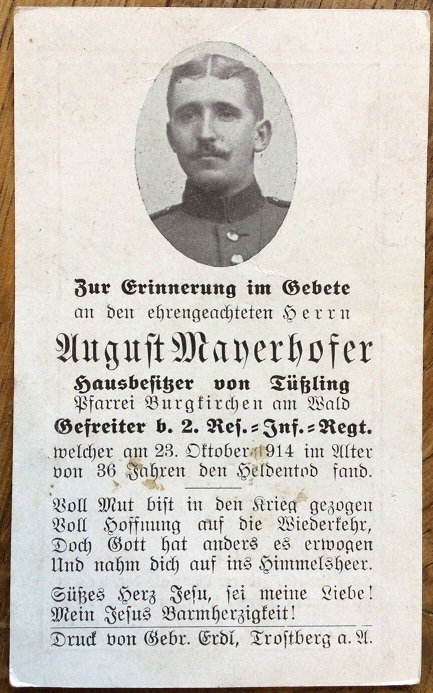 Zur Erinnerung im Gebete
an den ehrengeachteten Herrn
August Mayerhofer
Hausbesitzer von Tüßling
Pfarrei Burgkirchen am Wald
Gefreiter b. 2. Res.=Inf.=Regt.
welcher am 23. Oktober 1914 im Alter
von 36 Jahren den Heldentod fand.
Voll Mut bist in den Krieg gezogen
Voll Hoffnung auf die Wiederkehr,
Doch Gott hat anders es erwogen
Und nahm dich auf ins Himmelsheer.
Süßes Herz Jesu, sei meine Liebe!
Mein Jesus Barmherzigkeit!
Druck von Gebr. Erdl, Trostberg a. A.